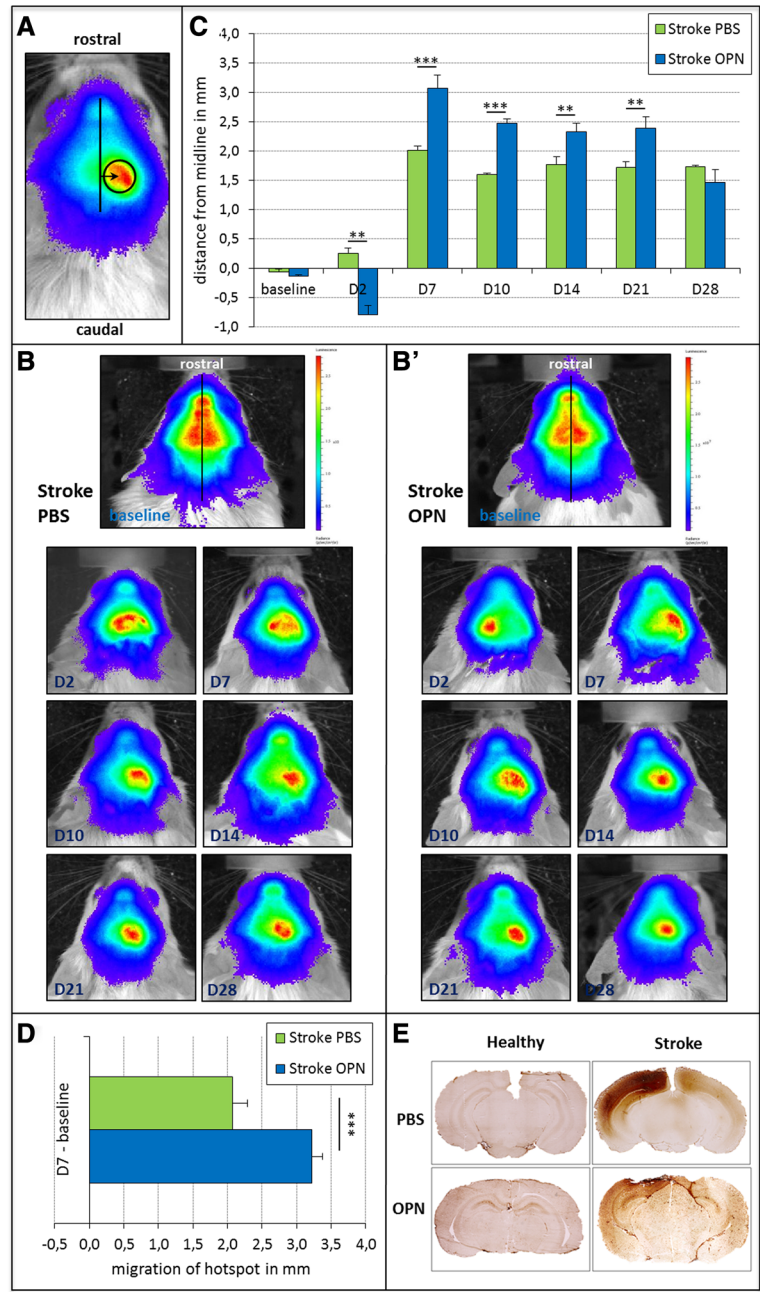 A
rostral
caudal
C
distance from midline in mm
4,0
3,5
3,0
2,5
2,0
1,5
1,0
0,5
0,0
-0,5
-1,0
Stroke PBS
Stroke OPN
**
***
***
**
**
baseline
D2
D7
D10
D14
D21
D28
B
rostral
Stroke
PBS
baseline
Luminescence
D2
D7
D10
D14
D21
D28
B'
rostral
Stroke
OPN
baseline
Luminescence
D2
D7
D10
D14
D21
D28
D
Stroke PBS
Stroke OPN
D7 - baseline
***
-0,5
0,0
0,5
1,0
1,5
2,0
2,5
3,0
3,5
4,0
migration of hotspot in mm
E
Healthy
Stroke
PBS
OPN